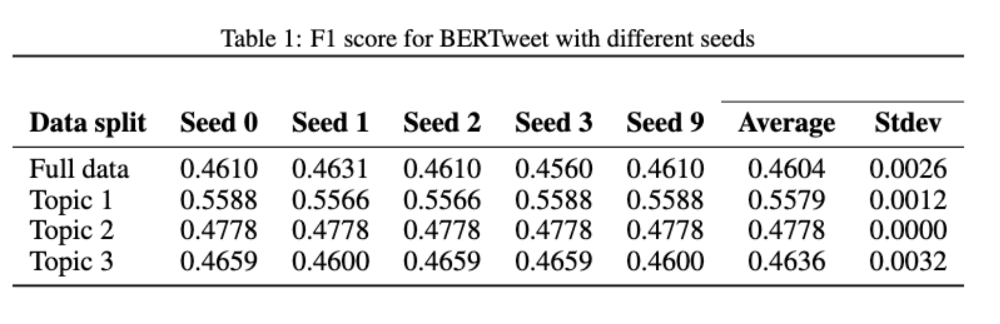 Table 1: F1 score for BERTweet with different seeds
Data split Seed 0 Seed 1 Seed 2 Seed 3 Seed 9 Average Stdev
Full data 0.4610 0.4631 0.4610 0.4560 0.4610 0.4604 0.0026
Topic 1 0.5588 0.5566 0.5566 0.5588 0.5588 0.5579 0.0012
Topic 2 0.4778 0.4778 0.4778 0.4778 0.4778 0.4778 0.0000
Topic 3 0.4659 0.4600 0.4659 0.4659 0.4600 0.4636 0.0032